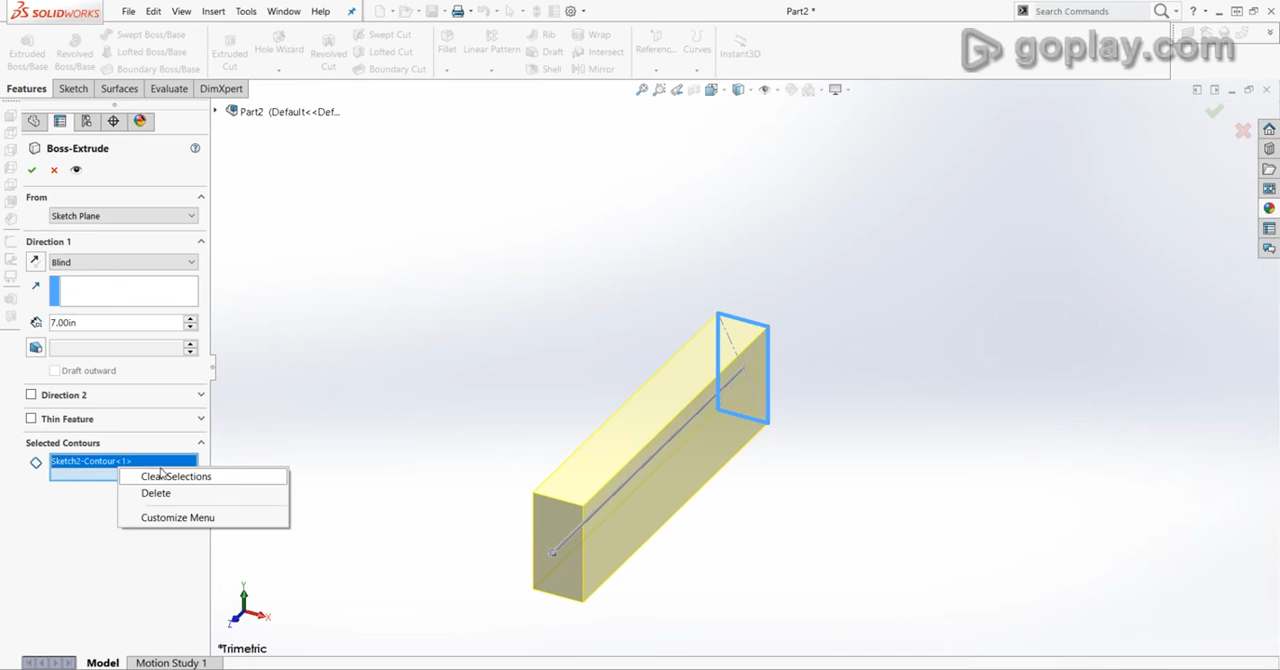 SOLIDWORKS
File Edit View Insert Tools Window Help
Part2 *
Search Commands
?
goplay.com
Extruded Boss/Base
Revolved Boss/Base
Swept Boss/Base
Lofted Boss/Base
Boundary Boss/Base
Extruded Cut
Hole Wizard
Revolved Cut
Swept Cut
Lofted Cut
Boundary Cut
Fillet
Linear Pattern
Rib
Draft
Shell
Wrap
Intersect
Mirror
Referenc...
Curves
Instant3D
Features Sketch Surfaces Evaluate DimXpert
Part2 (Default<<Def...
Boss-Extrude
?
From
Sketch Plane
Direction 1
Blind
7.00in
Draft outward
Direction 2
Thin Feature
Selected Contours
Sketch2-Contour<1>
Clear Selections
Delete
Customize Menu
Y
X
Z
*Trimetric
Model Motion Study 1